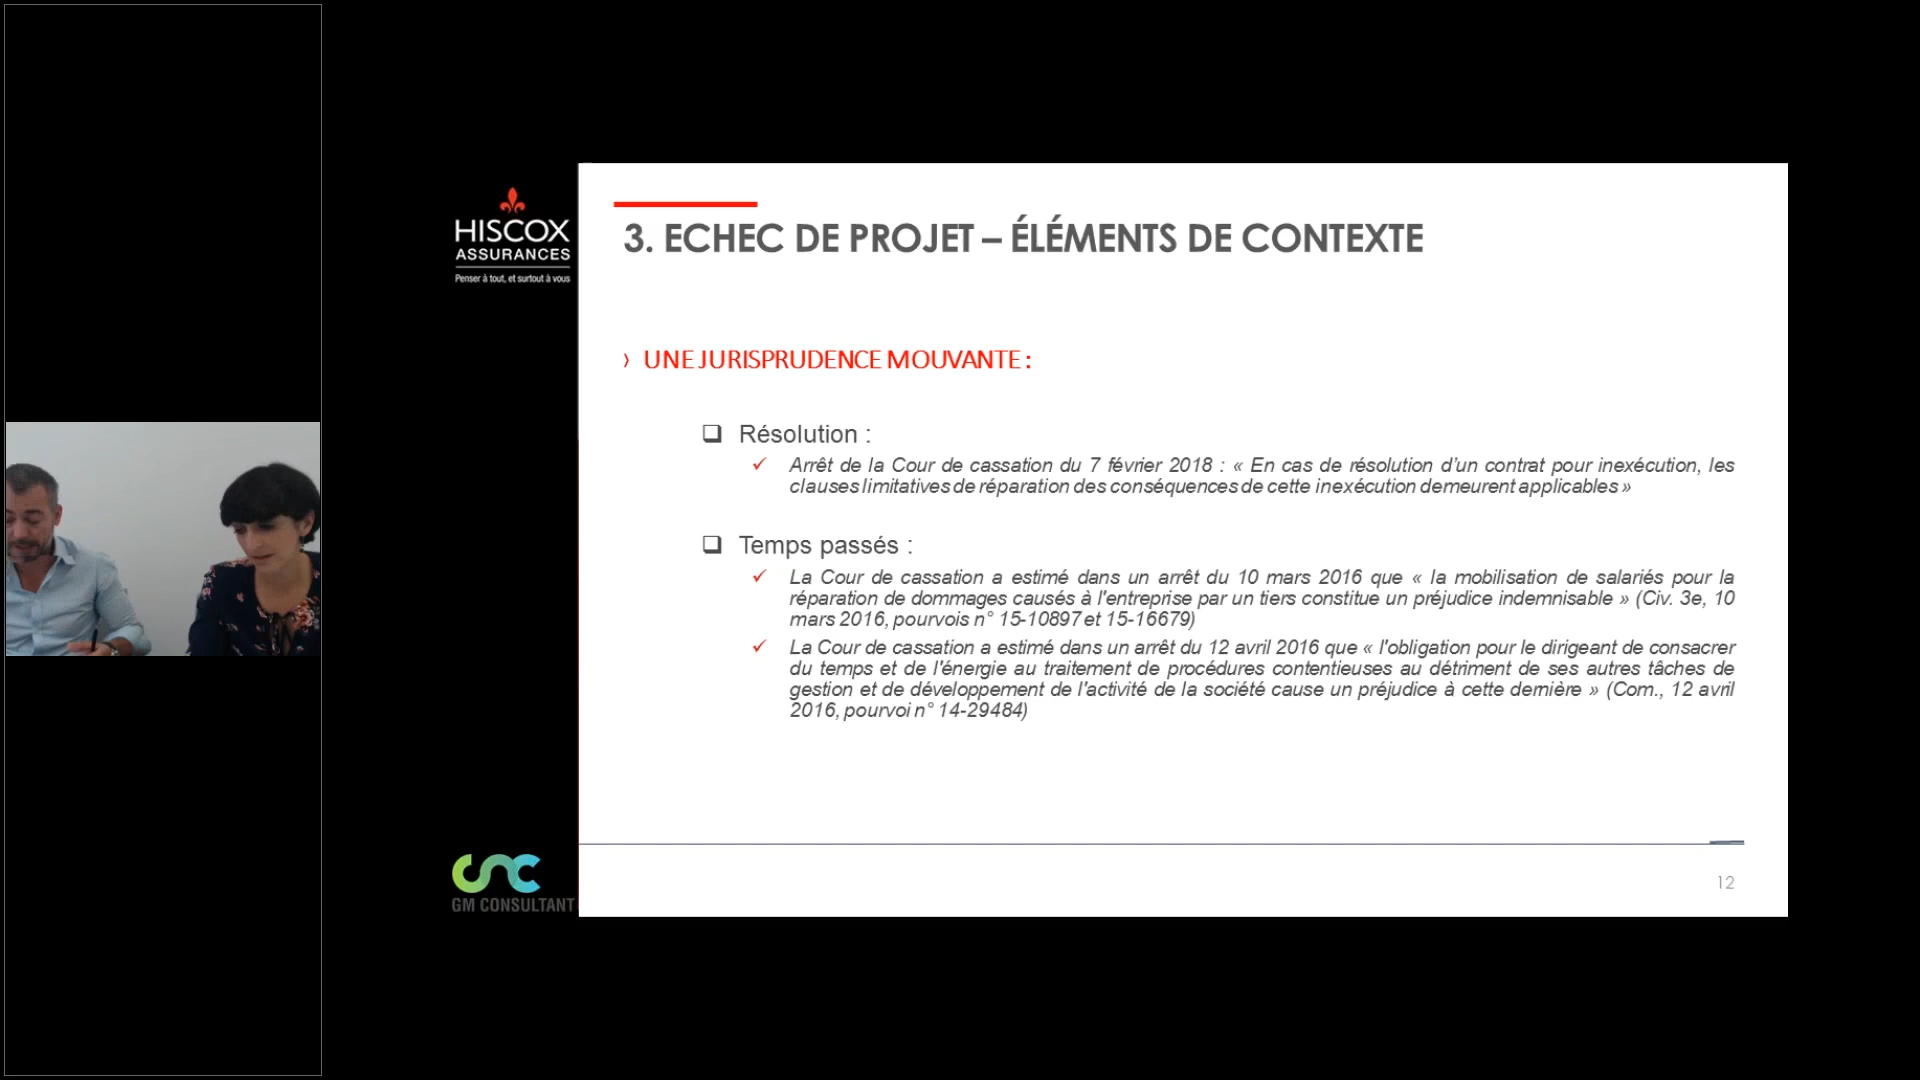 HISCOX
ASSURANCES
Penser à tout, et surtout à vous
3. ECHEC DE PROJET – ÉLÉMENTS DE CONTEXTE
› UNE JURISPRUDENCE MOUVANTE :
❑ Résolution :
✓ Arrêt de la Cour de cassation du 7 février 2018 : « En cas de résolution d'un contrat pour inexécution, les
clauses limitatives de réparation des conséquences de cette inexécution demeurent applicables »
❑ Temps passés :
✓ La Cour de cassation a estimé dans un arrêt du 10 mars 2016 que « la mobilisation de salariés pour la
réparation de dommages causés à l'entreprise par un tiers constitue un préjudice indemnisable » (Civ. 3e, 10
mars 2016, pourvois n° 15-10897 et 15-16679)
✓ La Cour de cassation a estimé dans un arrêt du 12 avril 2016 que « l'obligation pour le dirigeant de consacrer
du temps et de l'énergie au traitement de procédures contentieuses au détriment de ses autres tâches de
gestion et de développement de l'activité de la société cause un préjudice à cette dernière » (Com., 12 avril
2016, pourvoi n° 14-29484)
GM CONSULTANT
12